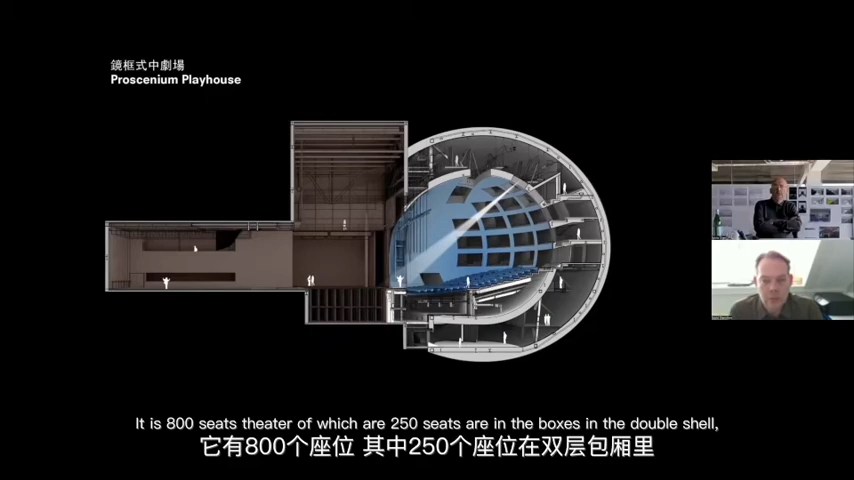 鏡框式中劇場
Proscenium Playhouse
It is 800 seats theater of which are 250 seats are in the boxes in the double shell,
它有800个座位 其中250个座位在双层包厢里